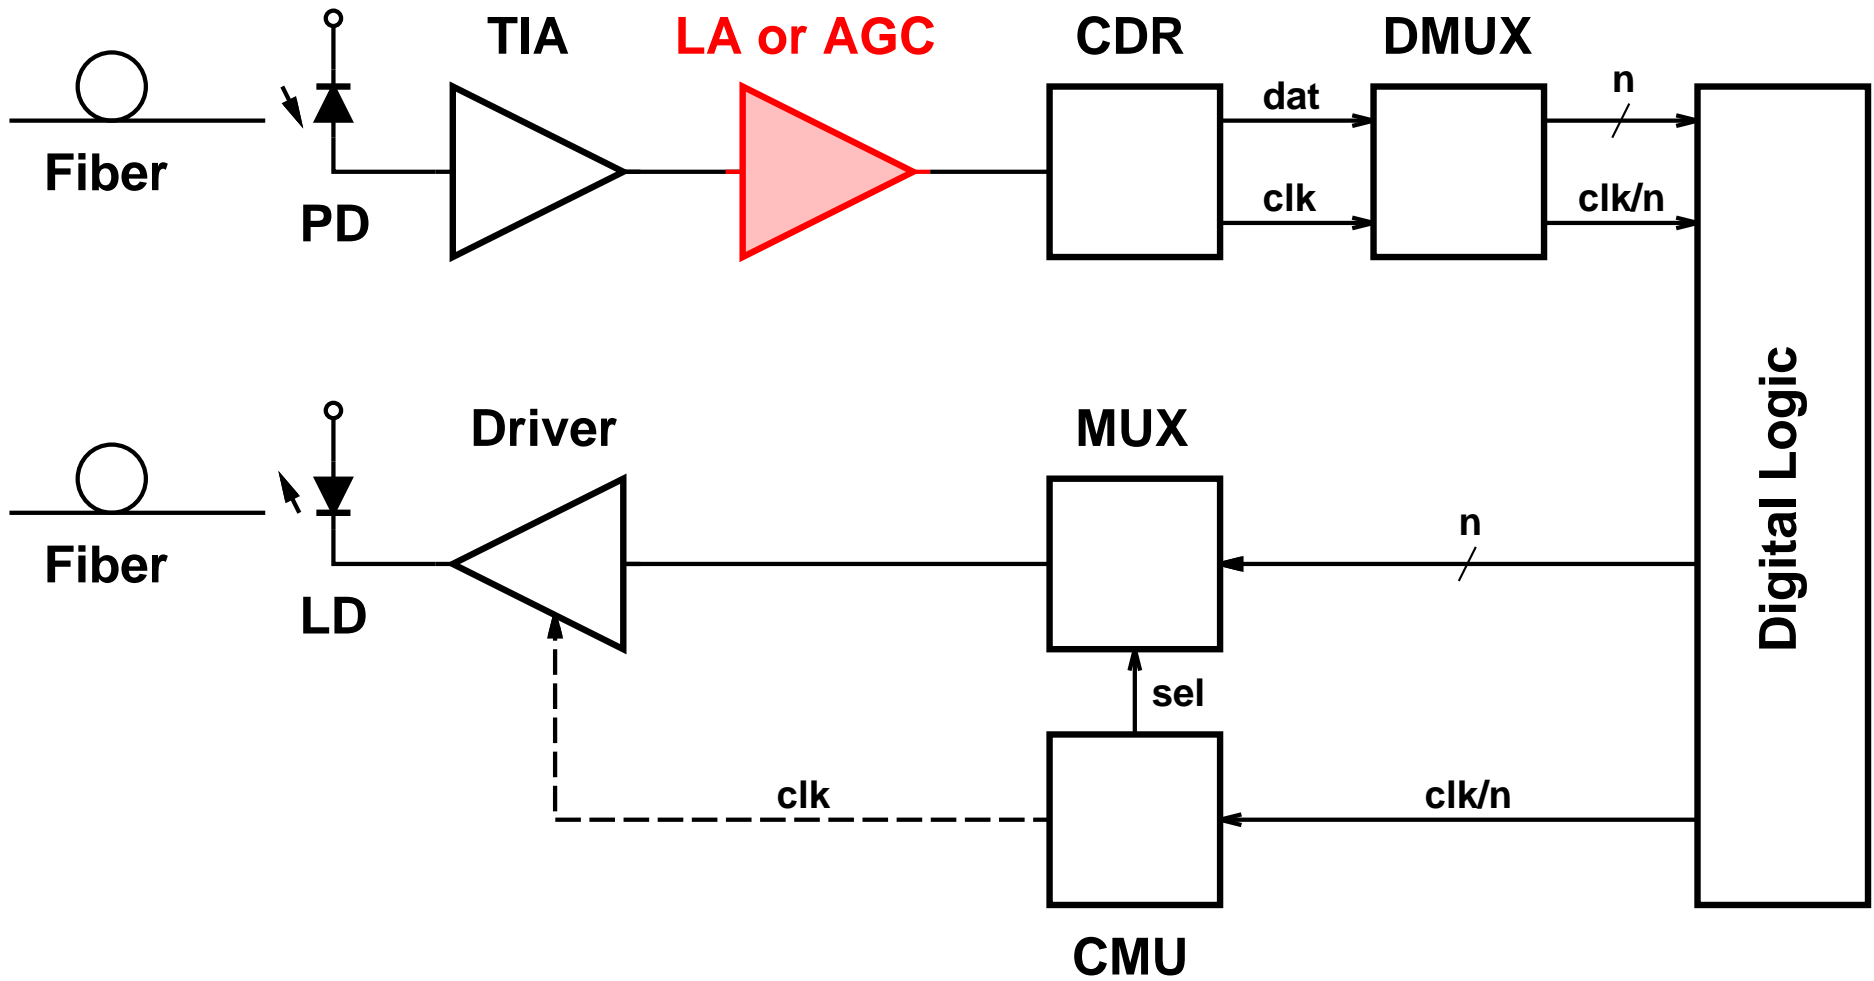 TIA
LA or AGC
CDR
DMUX
n
dat
Fiber
PD
clk
clk/n
Digital Logic
Driver
MUX
n
Fiber
LD
sel
clk
clk/n
CMU